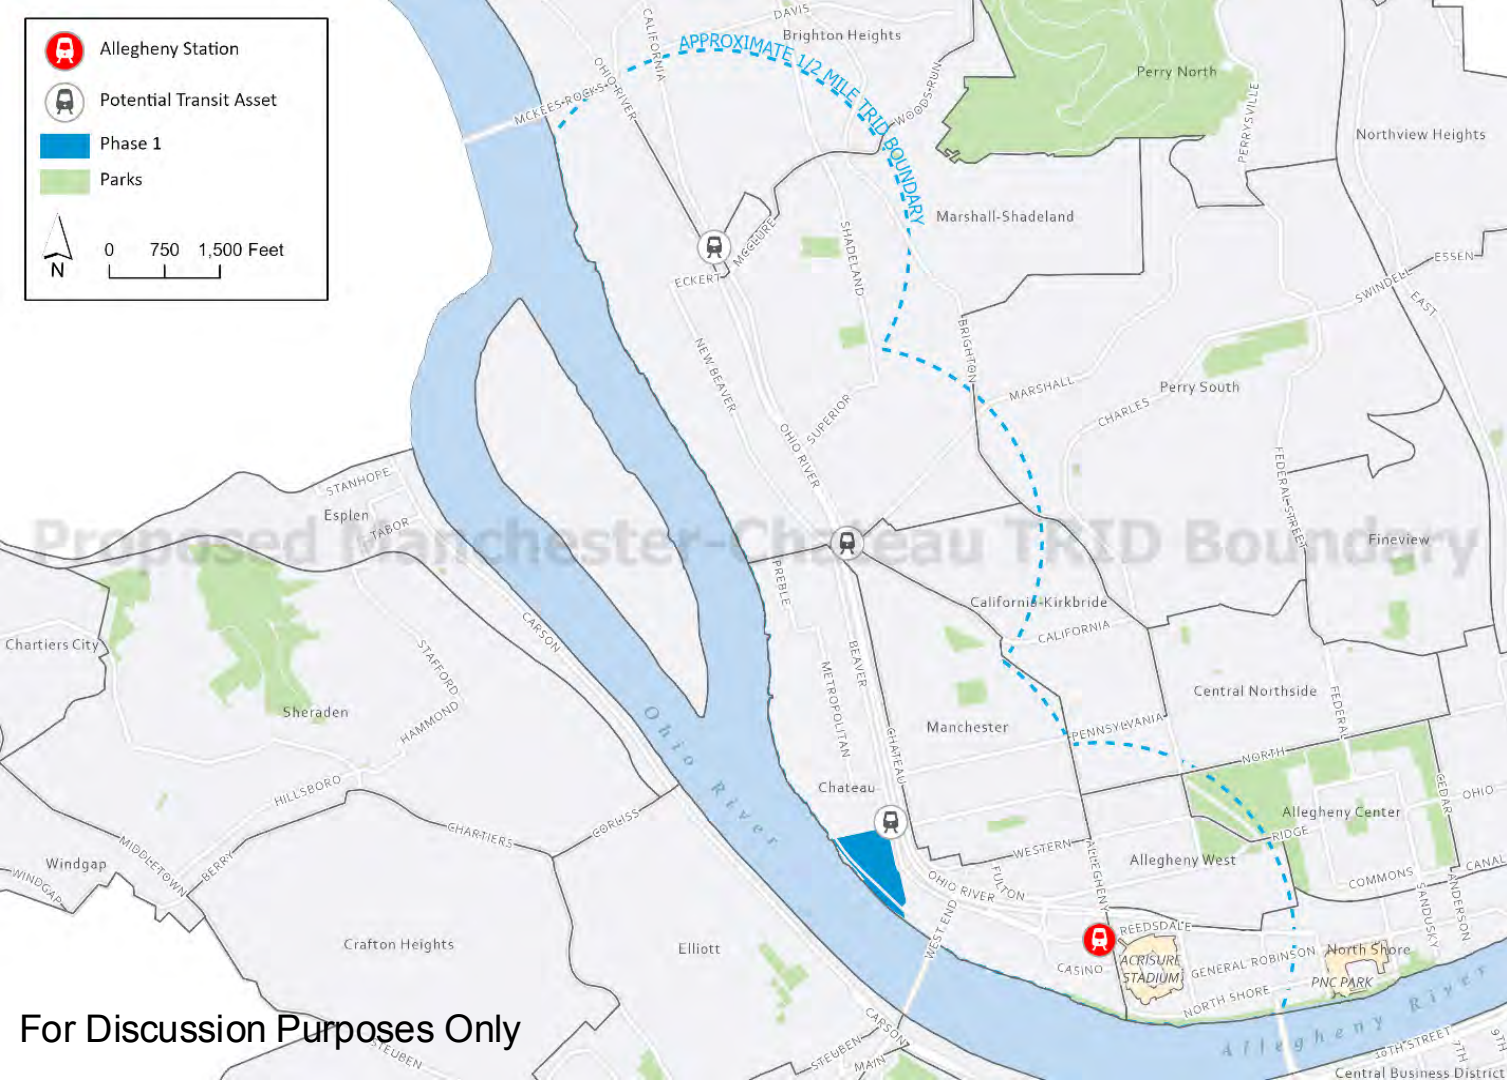 Allegheny Station
Potential Transit Asset
Phase 1
Parks
0 750 1,500 Feet
N
APPROXIMATE 1/2 MILE TRID BOUNDARY
DAVIS
Brighton Heights
CALIFORNIA
OHIO RIVER
MCKEES ROCKS
WOODS RUN
Perry North
PERRYSVILLE
Northview Heights
Marshall-Shadeland
MCCLURE
ECKERT
SHADELAND
ESSEN
SWINDELL
EAST
BRIGHTON
NEW BEAVER
MARSHALL
CHARLES
Perry South
SUPERIOR
OHIO RIVER
FEDERAL STREET
STANHOPE
Esplen
TABOR
Proposed Manchester-Chateau TRID Boundary
Fineview
PREBLE
California-Kirkbride
CALIFORNIA
CARSON
Chartiers City
STAFFORD
BEAVER
METROPOLITAN
Central Northside
FEDERAL
Sheraden
HAMMOND
Ohio River
Manchester
PENNSYLVANIA
CHATEAU
NORTH
HILLSBORO
Chateau
CEDAR
OHIO
Allegheny Center
CHARTIERS
CORLISS
RIDGE
MIDDLETOWN
BERRY
Windgap
WINDGAP
WESTERN
ALLEGHENY
Allegheny West
CANAL
COMMONS
OHIO RIVER
FULTON
SANDUSKY
ANDERSON
WEST END
REEDSDALE
Crafton Heights
Elliott
CASINO
ACRISURE
STADIUM
GENERAL ROBINSON
North Shore
PNC PARK
NORTH SHORE
Allegheny River
For Discussion Purposes Only
CARSON
STEUBEN
STEUBEN
MAIN
10TH STREET
7TH
9TH
Central Business District